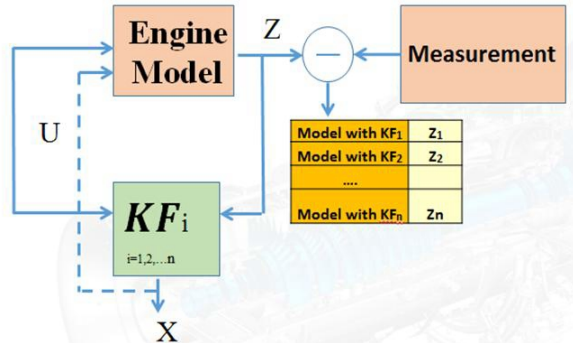 Engine
Model
Z
−
Measurement
U
Model with KF₁ Z₁
Model with KF₂ Z₂
....
Model with KFn Zn
KFi
i=1,2,...n
X